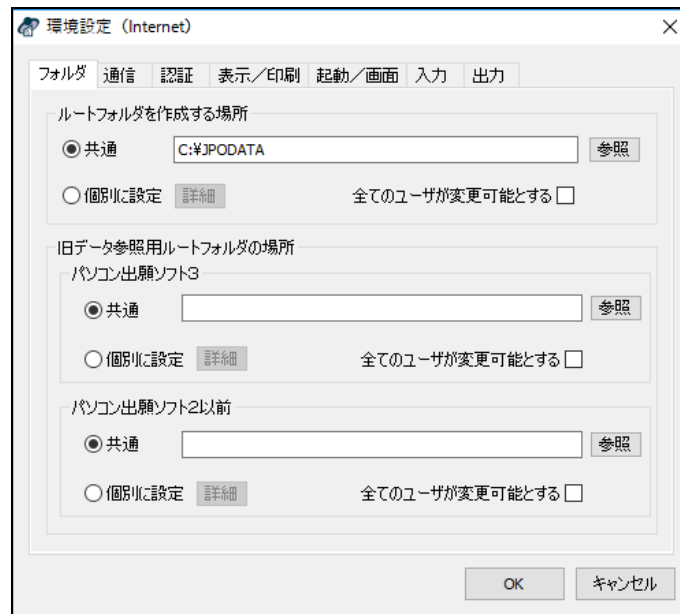 環境設定（Internet）
フォルダ 通信 認証 表示／印刷 起動／画面 入力 出力
ルートフォルダを作成する場所
共通 C:¥JPODATA 参照
個別に設定 詳細 全てのユーザが変更可能とする
旧データ参照用ルートフォルダの場所
パソコン出願ソフト3
共通 参照
個別に設定 詳細 全てのユーザが変更可能とする
パソコン出願ソフト2以前
共通 参照
個別に設定 詳細 全てのユーザが変更可能とする
OK キャンセル